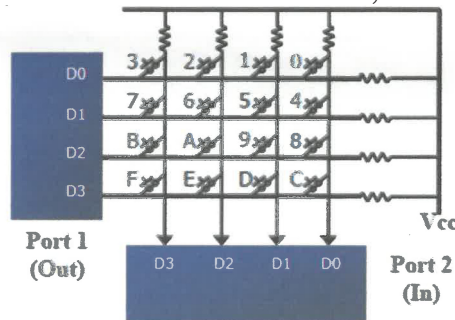 3 2 1 0
D0
7 6 5 4
D1
B A 9 8
D2
F E D C
D3
Vcc
Port 1
(Out)
D3 D2 D1 D0
Port 2
(In)